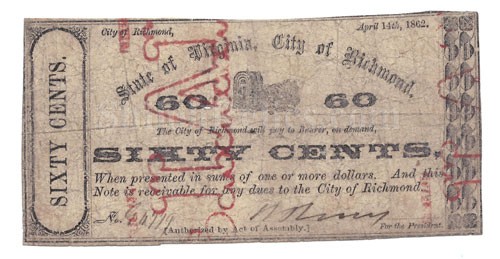 City of Richmond,
April 14th, 1862.
State of Virginia, City of Richmond.
60 60
The City of Richmond will pay to Bearer, on demand,
SIXTY CENTS,
When presented in sums of one or more dollars. And this
Note is receivable for any dues to the City of Richmond.
No.
For the President.
[Authorized by Act of Assembly.]
SIXTY CENTS.